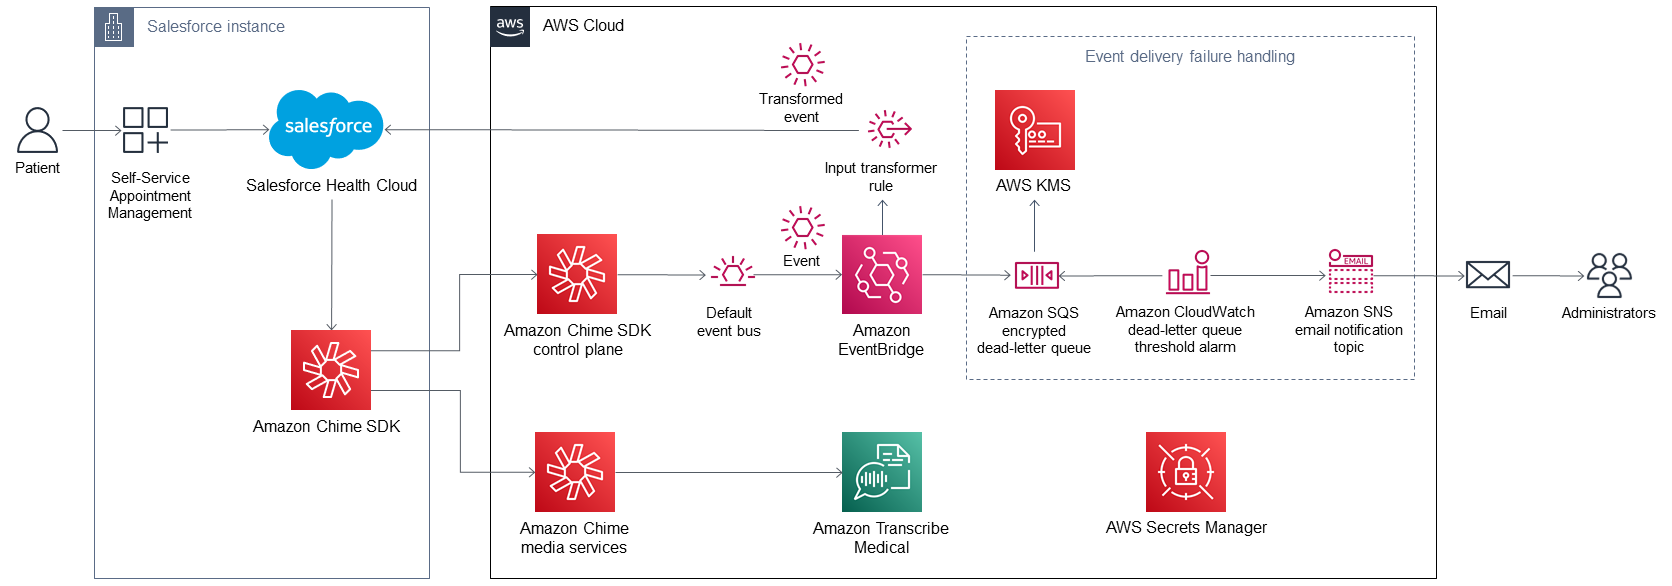 Salesforce instance
aws
AWS Cloud
Event delivery failure handling
Transformed
event
salesforce
Patient
Self-Service
Appointment
Management
Salesforce Health Cloud
Input transformer
rule
AWS KMS
Event
EMAIL
Amazon Chime SDK
control plane
Default
event bus
Amazon
EventBridge
Amazon SQS
encrypted
dead-letter queue
Amazon CloudWatch
dead-letter queue
threshold alarm
Amazon SNS
email notification
topic
Email
Administrators
Amazon Chime SDK
Amazon Chime
media services
Amazon Transcribe
Medical
AWS Secrets Manager